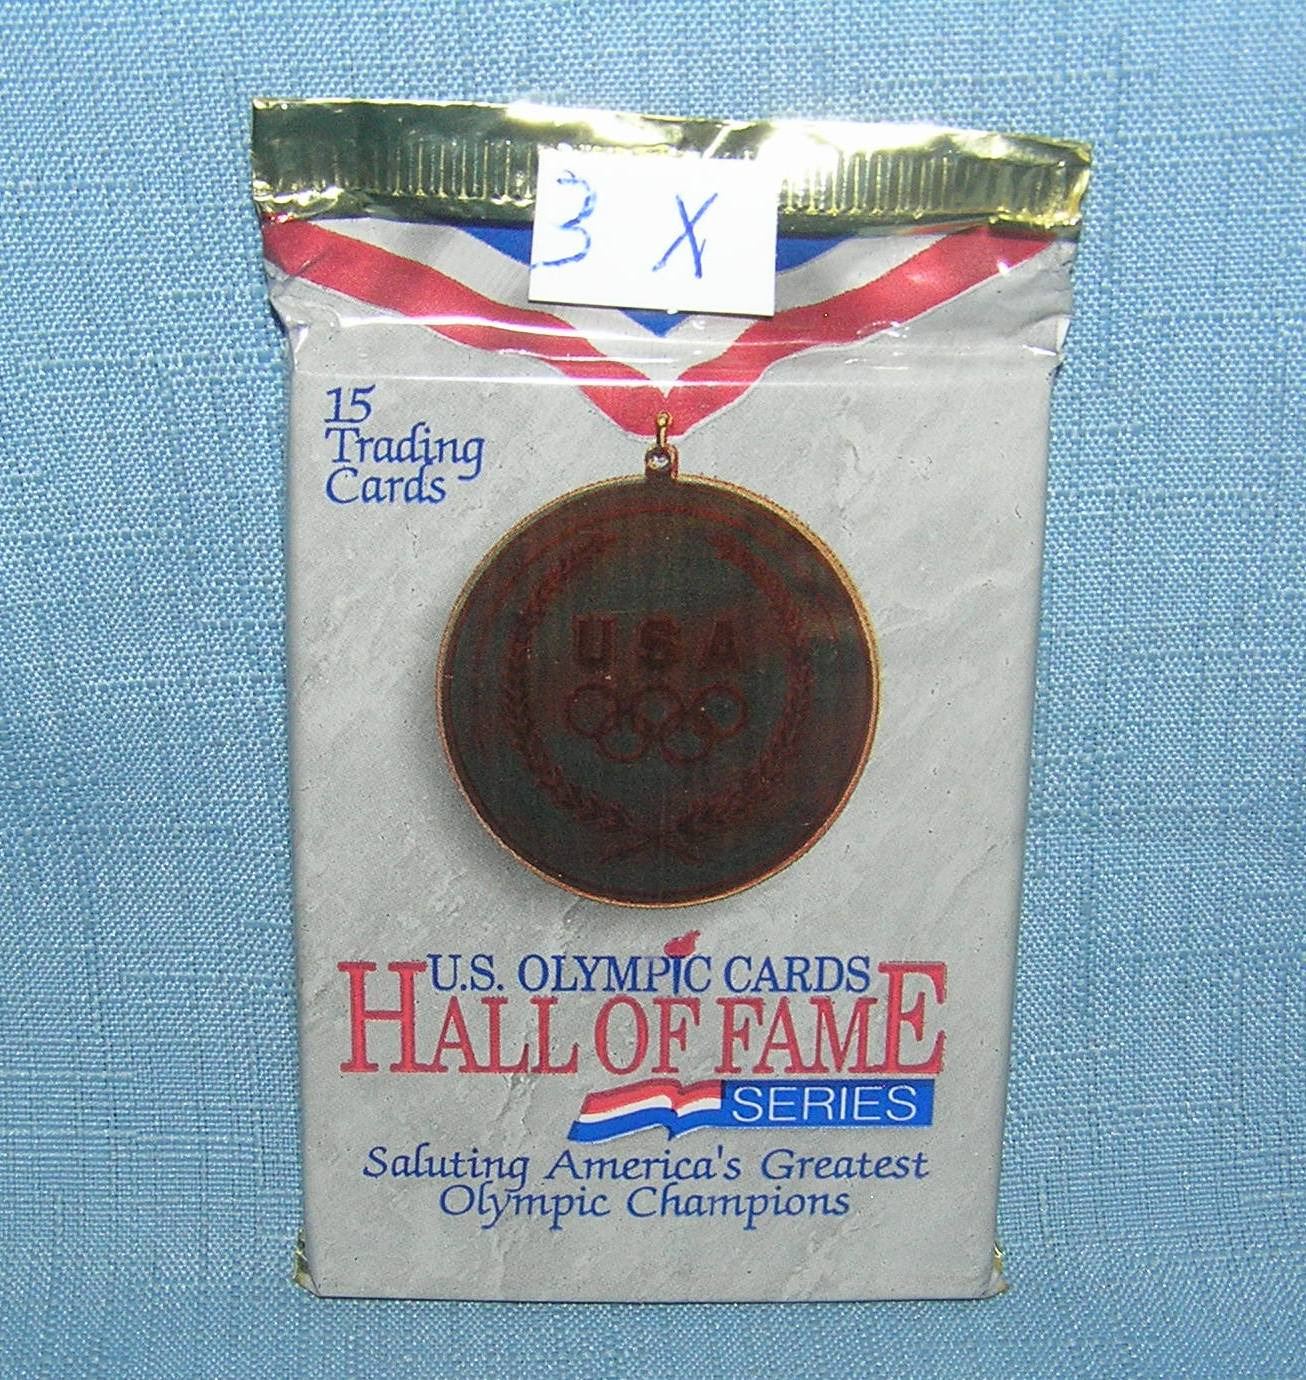 3 X
15
Trading
Cards
USA
U.S. OLYMPIC CARDS
HALL OF FAME
SERIES
Saluting America's Greatest
Olympic Champions